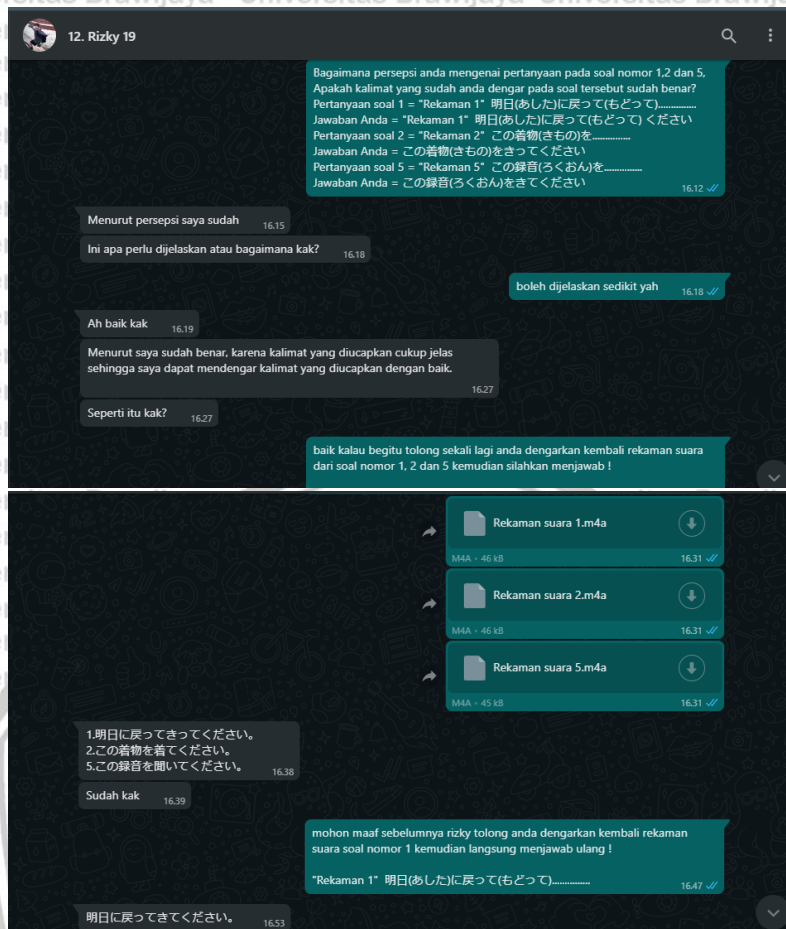 Universitas Brawijaya Universitas Brawijaya
12. Rizky 19
Bagaimana persepsi anda mengenai pertanyaan pada soal nomor 1,2 dan 5,
Apakah kalimat yang sudah anda dengar pada soal tersebut sudah benar?
Pertanyaan soal 1 = "Rekaman 1" 明日(あした)に戻って(もどって)...............
Jawaban Anda = "Rekaman 1" 明日(あした)に戻って(もどって) ください
Pertanyaan soal 2 = "Rekaman 2" この着物(きもの)を...............
Jawaban Anda = この着物(きもの)をきってください
Pertanyaan soal 5 = "Rekaman 5" この録音(ろくおん)を...............
Jawaban Anda = この録音(ろくおん)をきてください
16.12
Menurut persepsi saya sudah 16.15
Ini apa perlu dijelaskan atau bagaimana kak? 16.18
boleh dijelaskan sedikit yah 16.18
Ah baik kak 16.19
Menurut saya sudah benar, karena kalimat yang diucapkan cukup jelas
sehingga saya dapat mendengar kalimat yang diucapkan dengan baik.
16.27
Seperti itu kak? 16.27
baik kalau begitu tolong sekali lagi anda dengarkan kembali rekaman suara
dari soal nomor 1, 2 dan 5 kemudian silahkan menjawab !
Rekaman suara 1.m4a
M4A • 46 kB 16.31
Rekaman suara 2.m4a
M4A • 46 kB 16.31
Rekaman suara 5.m4a
M4A • 45 kB 16.31
1.明日に戻ってきってください。
2.この着物を着てください。
5.この録音を聞いてください。 16.38
Sudah kak 16.39
mohon maaf sebelumnya rizky tolong anda dengarkan kembali rekaman
suara soal nomor 1 kemudian langsung menjawab ulang !
"Rekaman 1" 明日(あした)に戻って(もどって)............... 16.47
明日に戻ってきてください。 16.53